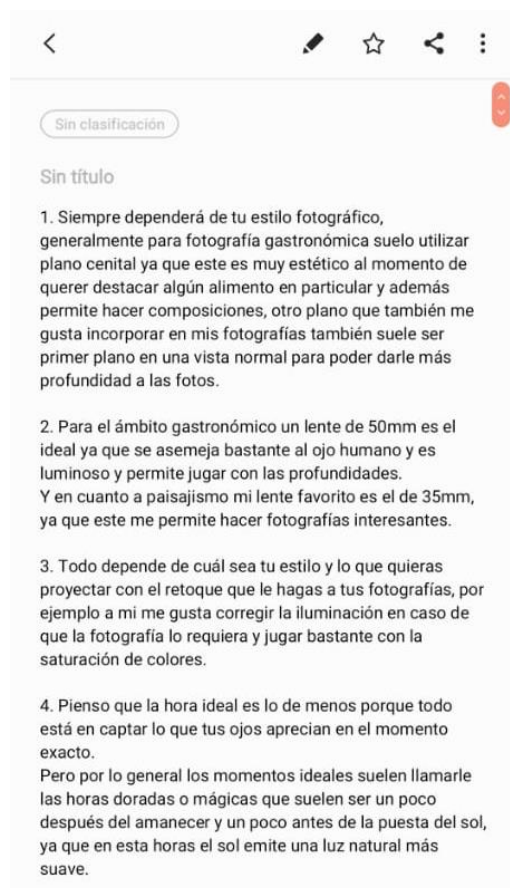 Sin clasificación
Sin título
1. Siempre dependerá de tu estilo fotográfico,
generalmente para fotografía gastronómica suelo utilizar
plano cenital ya que este es muy estético al momento de
querer destacar algún alimento en particular y además
permite hacer composiciones, otro plano que también me
gusta incorporar en mis fotografías también suele ser
primer plano en una vista normal para poder darle más
profundidad a las fotos.
2. Para el ámbito gastronómico un lente de 50mm es el
ideal ya que se asemeja bastante al ojo humano y es
luminoso y permite jugar con las profundidades.
Y en cuanto a paisajismo mi lente favorito es el de 35mm,
ya que este me permite hacer fotografías interesantes.
3. Todo depende de cuál sea tu estilo y lo que quieras
proyectar con el retoque que le hagas a tus fotografías, por
ejemplo a mi me gusta corregir la iluminación en caso de
que la fotografía lo requiera y jugar bastante con la
saturación de colores.
4. Pienso que la hora ideal es lo de menos porque todo
está en captar lo que tus ojos aprecian en el momento
exacto.
Pero por lo general los momentos ideales suelen llamarle
las horas doradas o mágicas que suelen ser un poco
después del amanecer y un poco antes de la puesta del sol,
ya que en esta horas el sol emite una luz natural más
suave.